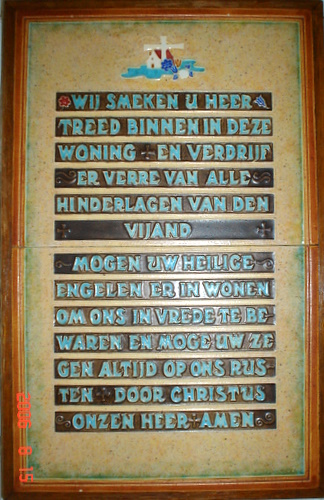 WIJ SMEKEN U HEER
TREED BINNEN IN DEZE
WONING + EN VERDRIJF
ER VERRE VAN ALLE
HINDERLAGEN VAN DEN
VIJAND
MOGEN UW HEILIGE
ENGELEN ER IN WONEN
OM ONS IN VREDE TE BE-
WAREN EN MOGE UW ZE
GEN ALTIJD OP ONS RUS-
TEN + DOOR CHRISTUS
ONZEN HEER + AMEN
2006 8 15